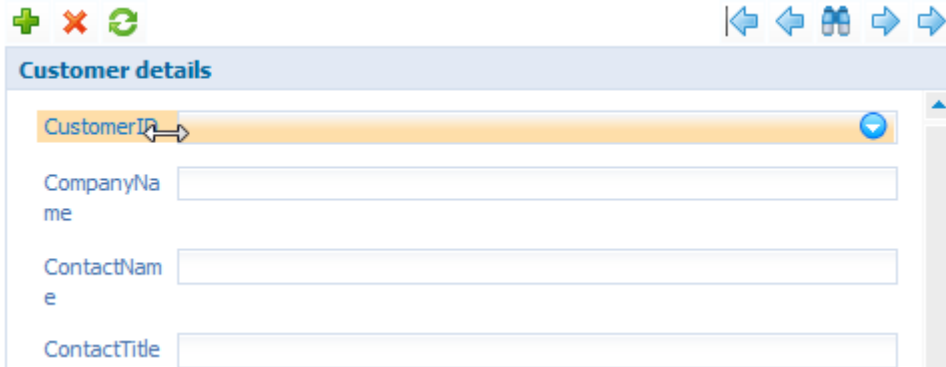 Customer details
CustomerID
CompanyNa
me
ContactNam
e
ContactTitle